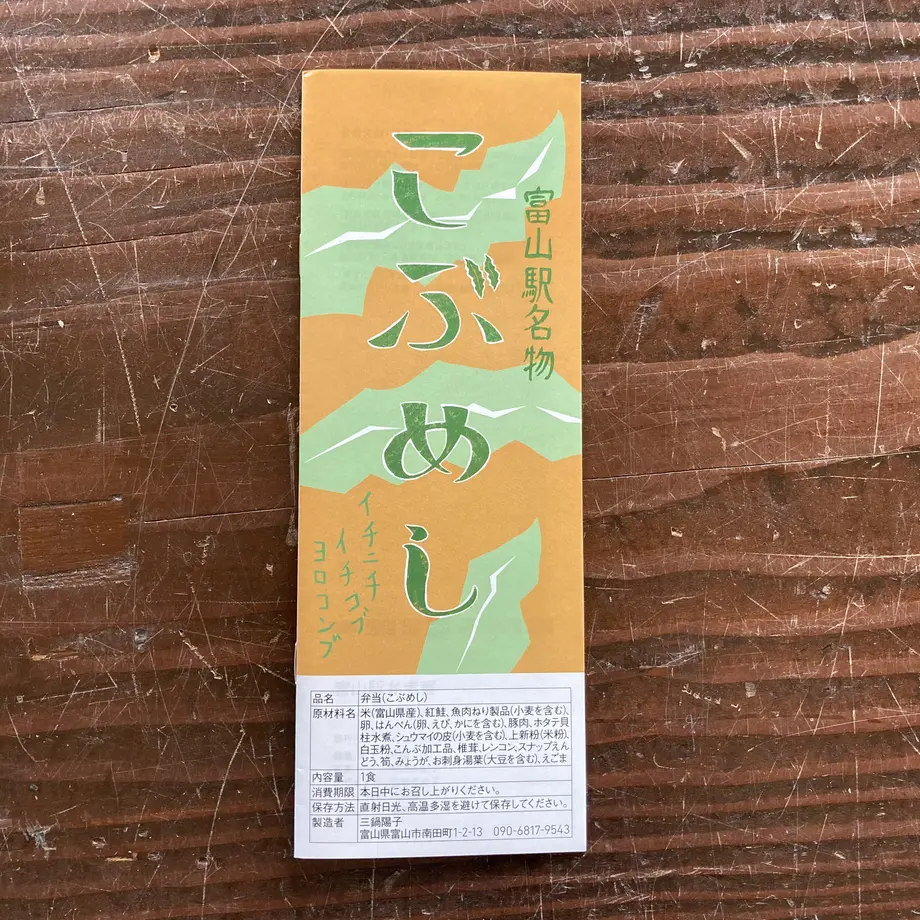 富山駅名物
こぶめし
イチニチ
イチコブ
ヨロコンブ
品名 弁当(こぶめし)
原材料名 米(富山県産)、紅鮭、魚肉ねり製品(小麦を含む)、
卵、はんぺん(卵、えび、かにを含む)、豚肉、ホタテ貝
柱水煮、シュウマイの皮(小麦を含む)、上新粉(米粉)、
白玉粉、こんぶ加工品、椎茸、レンコン、スナップえん
どう、筍、みょうが、お刺身湯葉(大豆を含む)、えごま
内容量 1食
消費期限 本日中にお召し上がりください。
保存方法 直射日光、高温多湿を避けて保存してください。
製造者 三鍋陽子
富山県富山市南田町1-2-13 090-6817-9543